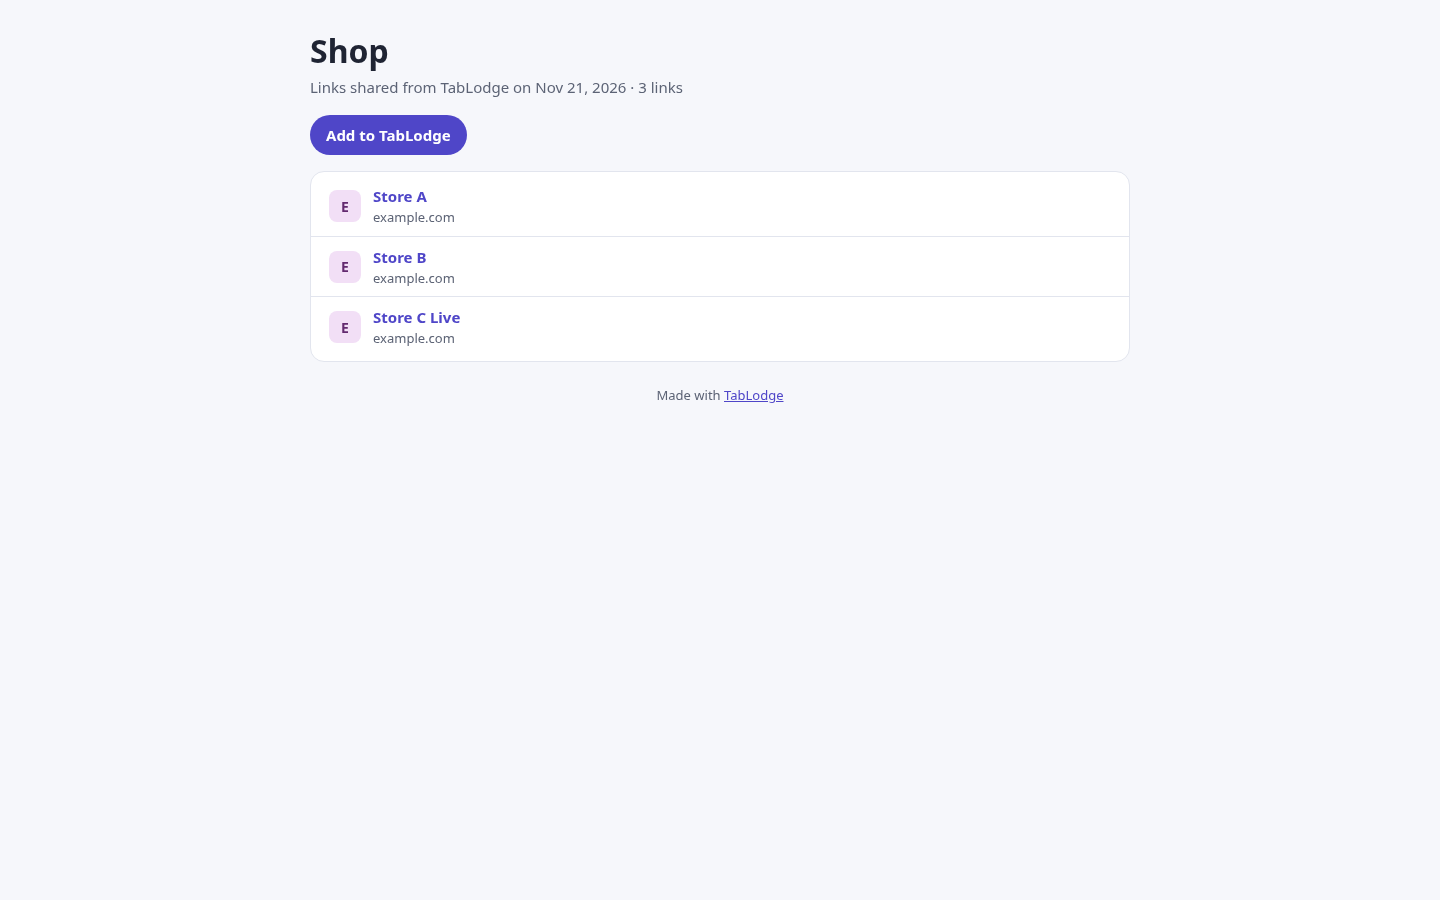 Shop
Links shared from TabLodge on Nov 21, 2026 · 3 links
Add to TabLodge
E
Store A
example.com
E
Store B
example.com
E
Store C Live
example.com
Made with TabLodge